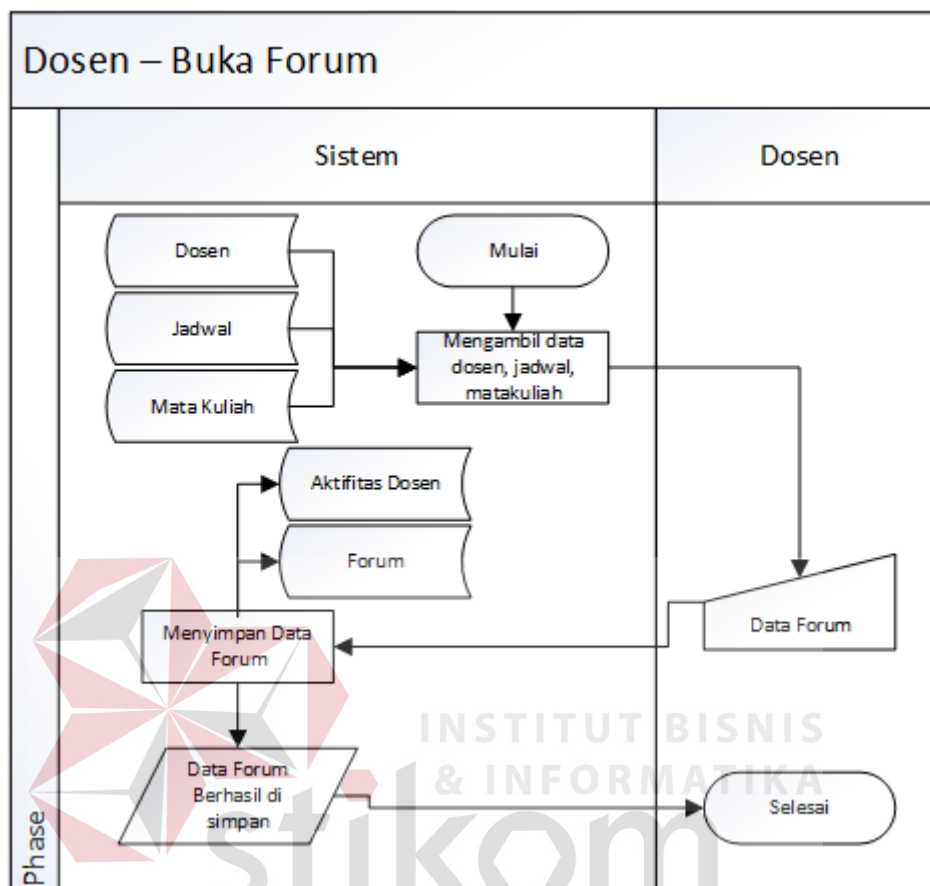 Dosen – Buka Forum
Sistem
Dosen
Dosen
Mulai
Jadwal
Mengambil data
dosen, jadwal,
matakuliah
Mata Kuliah
Aktifitas Dosen
Forum
Data Forum
Menyimpan Data
Forum
INSTITUT BISNIS
& INFORMATIKA
Data Forum
Berhasil di
simpan
Selesai
stikom
Phase